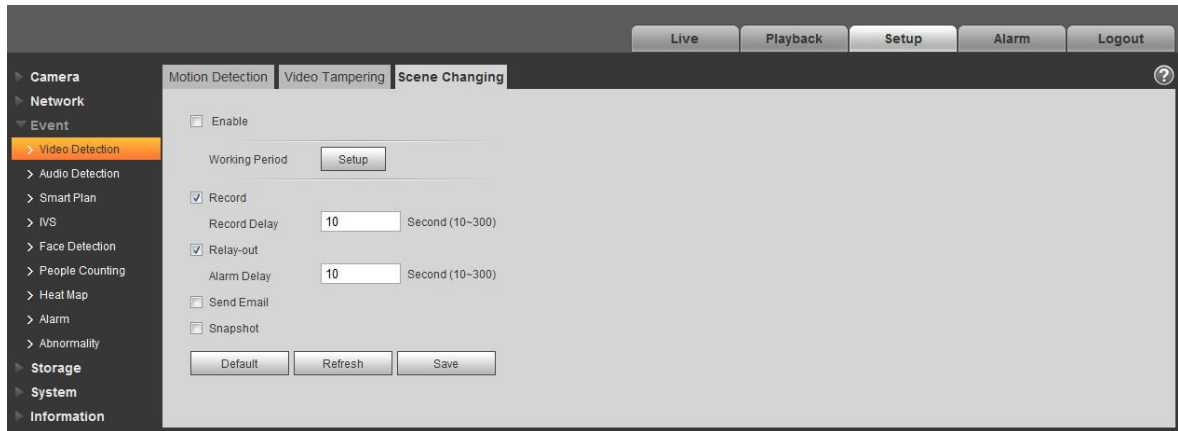 Live Playback Setup Alarm Logout
Camera
Network
Event
Video Detection
Audio Detection
Smart Plan
IVS
Face Detection
People Counting
Heat Map
Alarm
Abnormality
Storage
System
Information
Motion Detection Video Tampering Scene Changing ?
Enable
Working Period Setup
Record
Record Delay 10 Second (10~300)
Relay-out
Alarm Delay 10 Second (10~300)
Send Email
Snapshot
Default Refresh Save